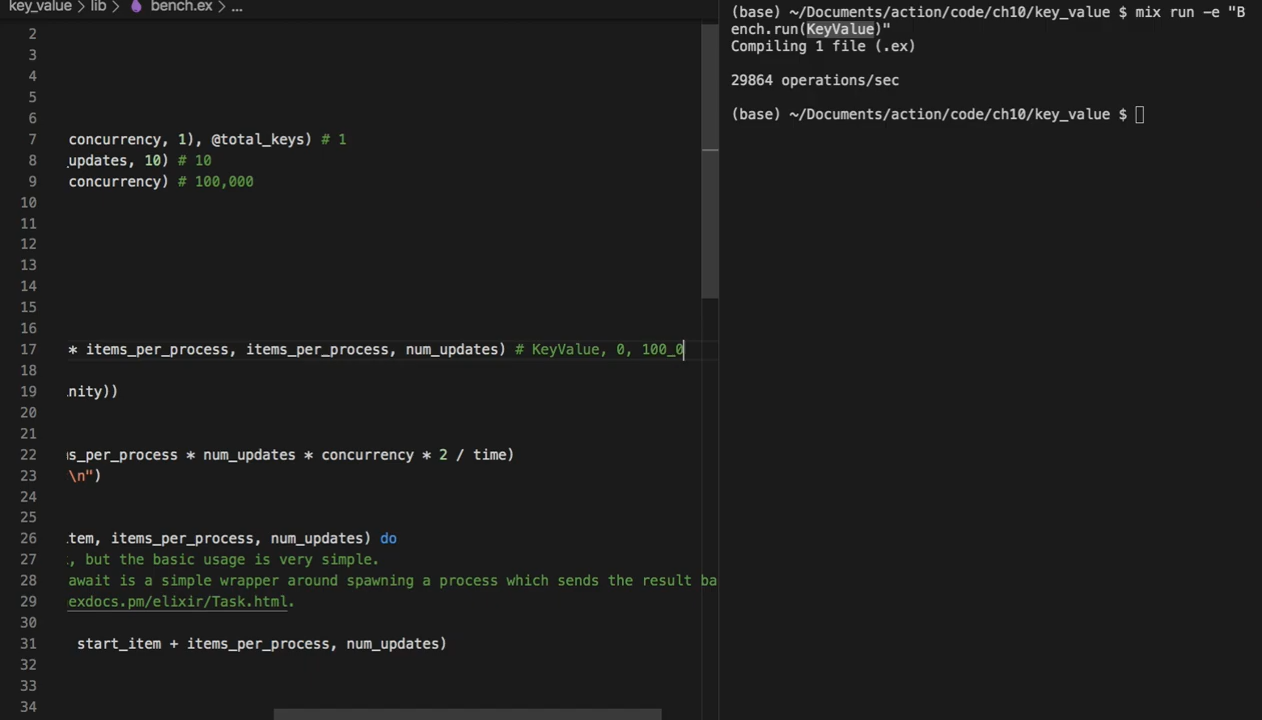 key_value > lib > bench.ex > ...
2
3
4
5
6
7 concurrency, 1), @total_keys) # 1
8 _updates, 10) # 10
9 concurrency) # 100,000
10
11
12
13
14
15
16
17 * items_per_process, items_per_process, num_updates) # KeyValue, 0, 100_0
18
19 nity))
20
21
22 s_per_process * num_updates * concurrency * 2 / time)
23 \n")
24
25
26 tem, items_per_process, num_updates) do
27 , but the basic usage is very simple.
28 await is a simple wrapper around spawning a process which sends the result ba
29 exdocs.pm/elixir/Task.html.
30
31 start_item + items_per_process, num_updates)
32
33
34
(base) ~/Documents/action/code/ch10/key_value $ mix run -e "B
ench.run(KeyValue)"
Compiling 1 file (.ex)
29864 operations/sec
(base) ~/Documents/action/code/ch10/key_value $